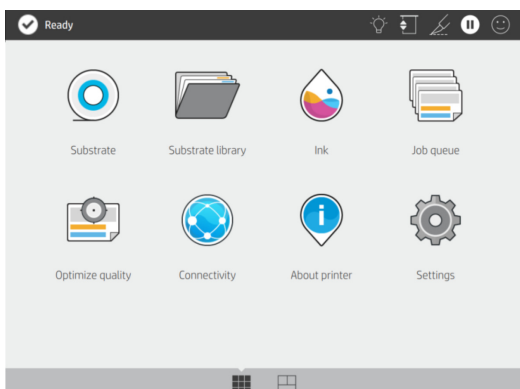 Ready
Substrate
Substrate library
Ink
Job queue
Optimize quality
Connectivity
About printer
Settings